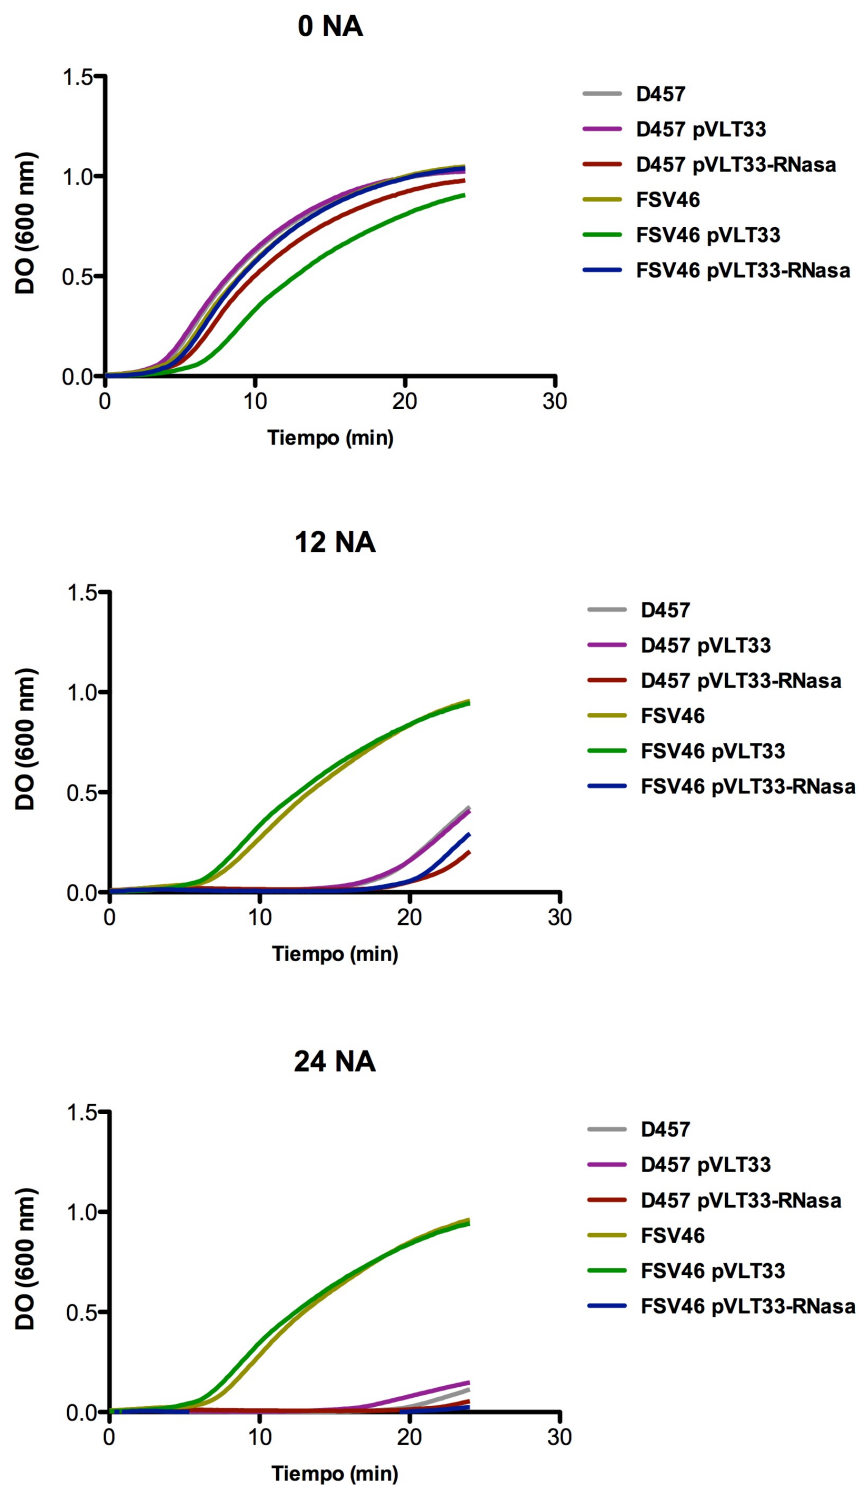 0 NA
1.5
1.0
0.5
0.0
DO (600 nm)
0 10 20 30
Tiempo (min)
D457
D457 pVLT33
D457 pVLT33-RNasa
FSV46
FSV46 pVLT33
FSV46 pVLT33-RNasa
12 NA
1.5
1.0
0.5
0.0
DO (600 nm)
0 10 20 30
Tiempo (min)
D457
D457 pVLT33
D457 pVLT33-RNasa
FSV46
FSV46 pVLT33
FSV46 pVLT33-RNasa
24 NA
1.5
1.0
0.5
0.0
DO (600 nm)
0 10 20 30
Tiempo (min)
D457
D457 pVLT33
D457 pVLT33-RNasa
FSV46
FSV46 pVLT33
FSV46 pVLT33-RNasa